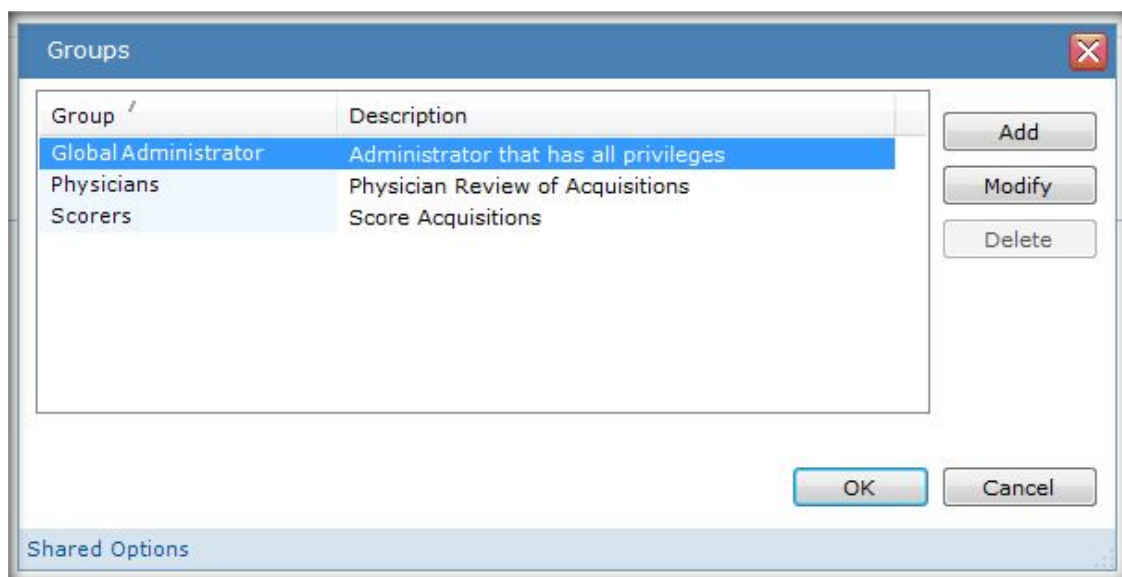 Groups
Group Description
Global Administrator Administrator that has all privileges
Physicians Physician Review of Acquisitions
Scorers Score Acquisitions
Add
Modify
Delete
OK Cancel
Shared Options